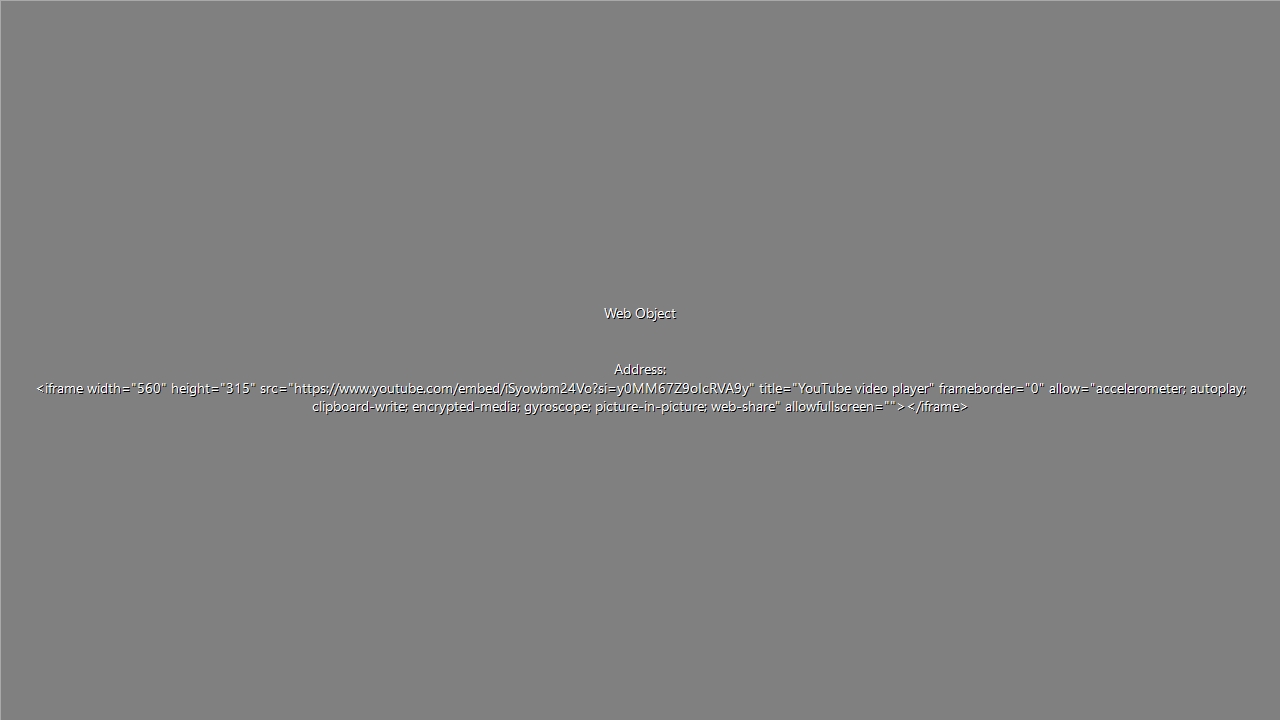 Web Object
Address:
<iframe width="560" height="315" src="https://www.youtube.com/embed/iSyowbm24Vo?si=y0MM67Z9oIcRVA9y" title="YouTube video player" frameborder="0" allow="accelerometer; autoplay;
clipboard-write; encrypted-media; gyroscope; picture-in-picture; web-share" allowfullscreen=""></iframe>